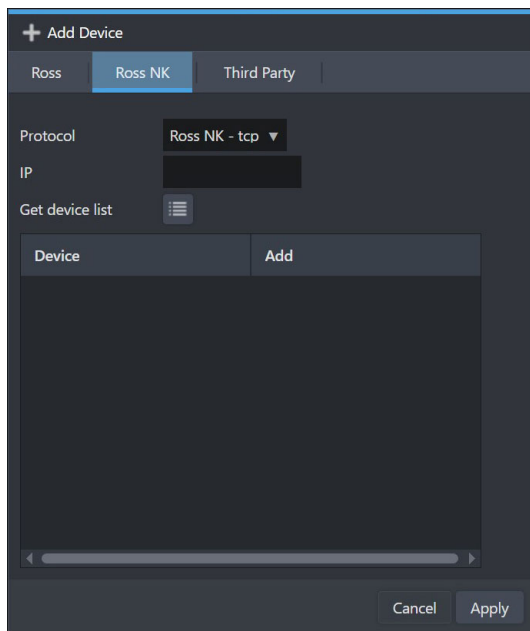 Add Device
Ross Ross NK Third Party
Protocol Ross NK - tcp
IP
Get device list
Device Add
Cancel Apply